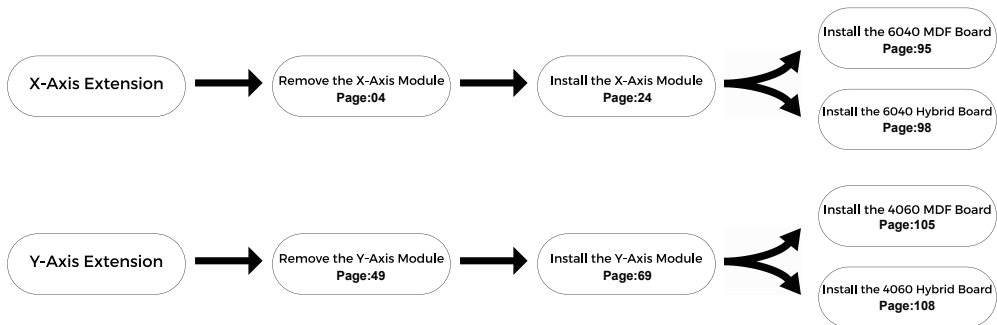 X-Axis Extension
Remove the X-Axis Module
Page:04
Install the X-Axis Module
Page:24
Install the 6040 MDF Board
Page:95
Install the 6040 Hybrid Board
Page:98
Y-Axis Extension
Remove the Y-Axis Module
Page:49
Install the Y-Axis Module
Page:69
Install the 4060 MDF Board
Page:105
Install the 4060 Hybrid Board
Page:108